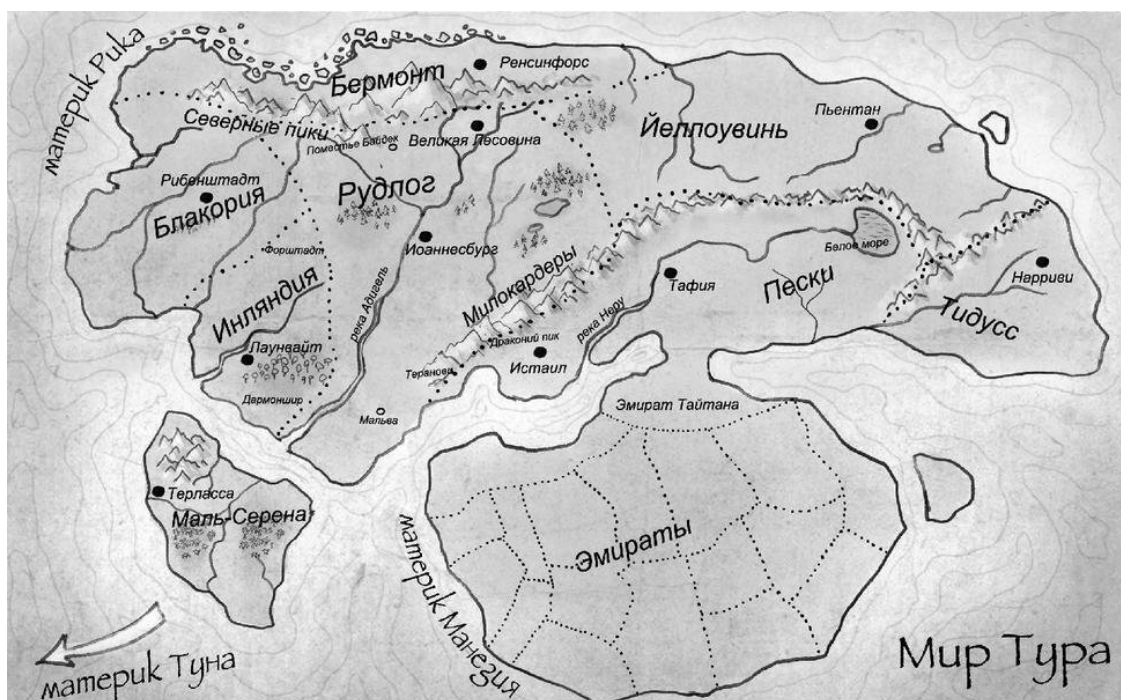 материк Рика
Бермонт
Ренсинфорс
Северные пики
Поместье Байдек
Великая Лесовина
Йеллоувинь
Пьентан
Рибенштадт
Блакория
Рудлог
Форштадт
Иоаннесбург
Инляндия
река Адигель
Милокардеры
Тафия
Белое море
Пески
Нарриви
Тидусс
Лаунвайт
Дармоншир
река Неру
Драконий пик
Истаил
Теранови
Мальва
Эмират Тайтана
Терласса
Маль-Серена
Эмираты
материк Манезия
материк Туна
Мир Тура